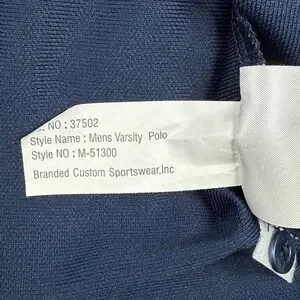 NO : 37502
Style Name : Mens Varsity Polo
Style NO : M-51300
Branded Custom Sportswear,Inc